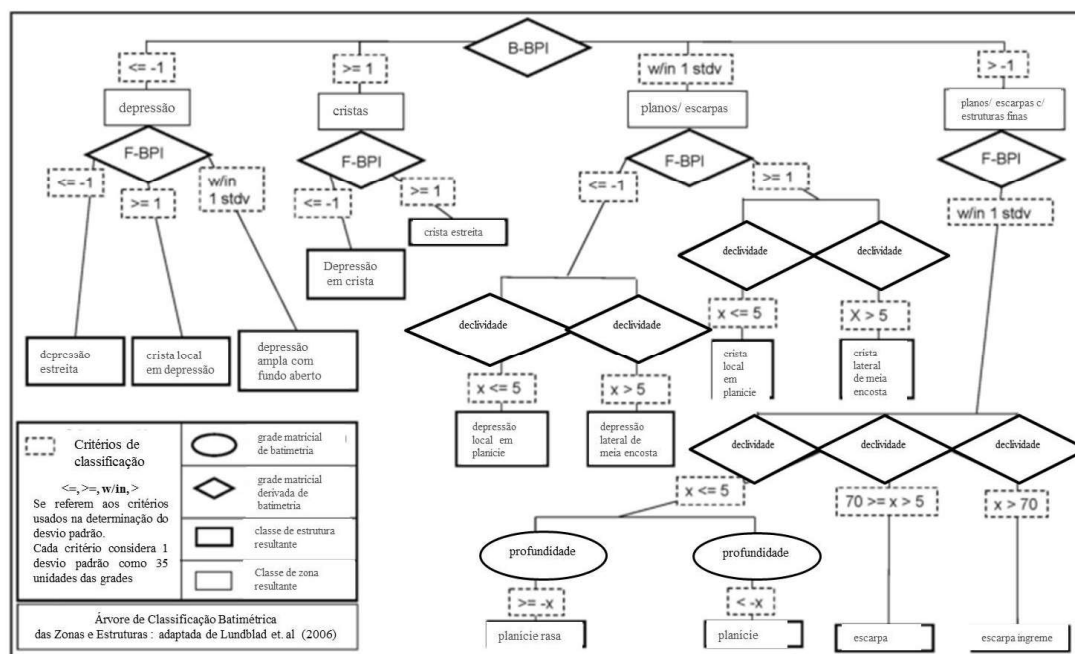 B-BPI
<= -1
>= 1
w/in 1 stdv
> -1
depressão
cristas
planos/ escarpas
planos/ escarpas c/
estruturas finas
F-BPI
F-BPI
F-BPI
F-BPI
<= -1
>= 1
w/in
1 stdv
<= -1
>= 1
<= -1
>= 1
w/in 1 stdv
crista estreita
Depressão
em crista
declividade
declividade
declividade
declividade
x <= 5
X > 5
depressão
estreita
crista local
em depressão
depressão
ampla com
fundo aberto
x <= 5
x > 5
crista
local
em
planície
crista
lateral
de meia
encosta
depressão
local em
planície
depressão
lateral de
meia encosta
declividade
declividade
declividade
x <= 5
70 >= x > 5
x > 70
profundidade
profundidade
>= -x
< -x
planície rasa
planície
escarpa
escarpa ingreme
Critérios de
classificação
<=, >=, w/in, >
Se referem aos critérios
usados na determinação do
desvio padrão.
Cada critério considera 1
desvio padrão como 35
unidades das grades
grade matricial
de batimetria
grade matricial
derivada de
batimetria
classe de estrutura
resultante
Classe de zona
resultante
Árvore de Classificação Batimétrica
das Zonas e Estruturas : adaptada de Lundblad et. al (2006)